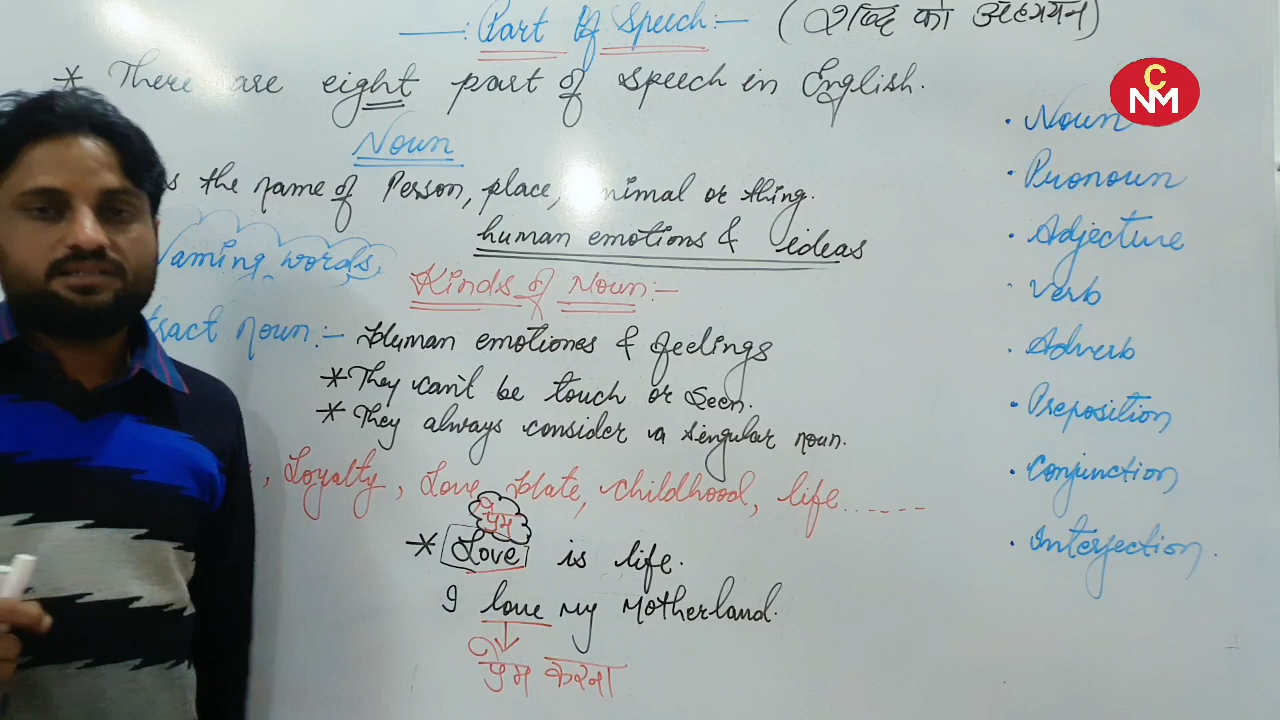 Part Of Speech:— (शब्दि का अध्ययन)
* There are eight part of speech in English.
Noun
the name of Person, place, nimal or thing.
human emotions & ideas
Naming words,
Kinds of Noun:—
tract noun:— Human emotiones & feelings
* They can't be touch or seen.
* They always consider a singular noun.
, Loyalty, Love, Hate, childhood, life......
प्रेम
* Love is life.
I love my Motherland.
प्रेम करना
CNM
· Noun
· Pronoun
· Adjective
· Verb
· Adverb
· Preposition
· Conjunction
· Interjection.